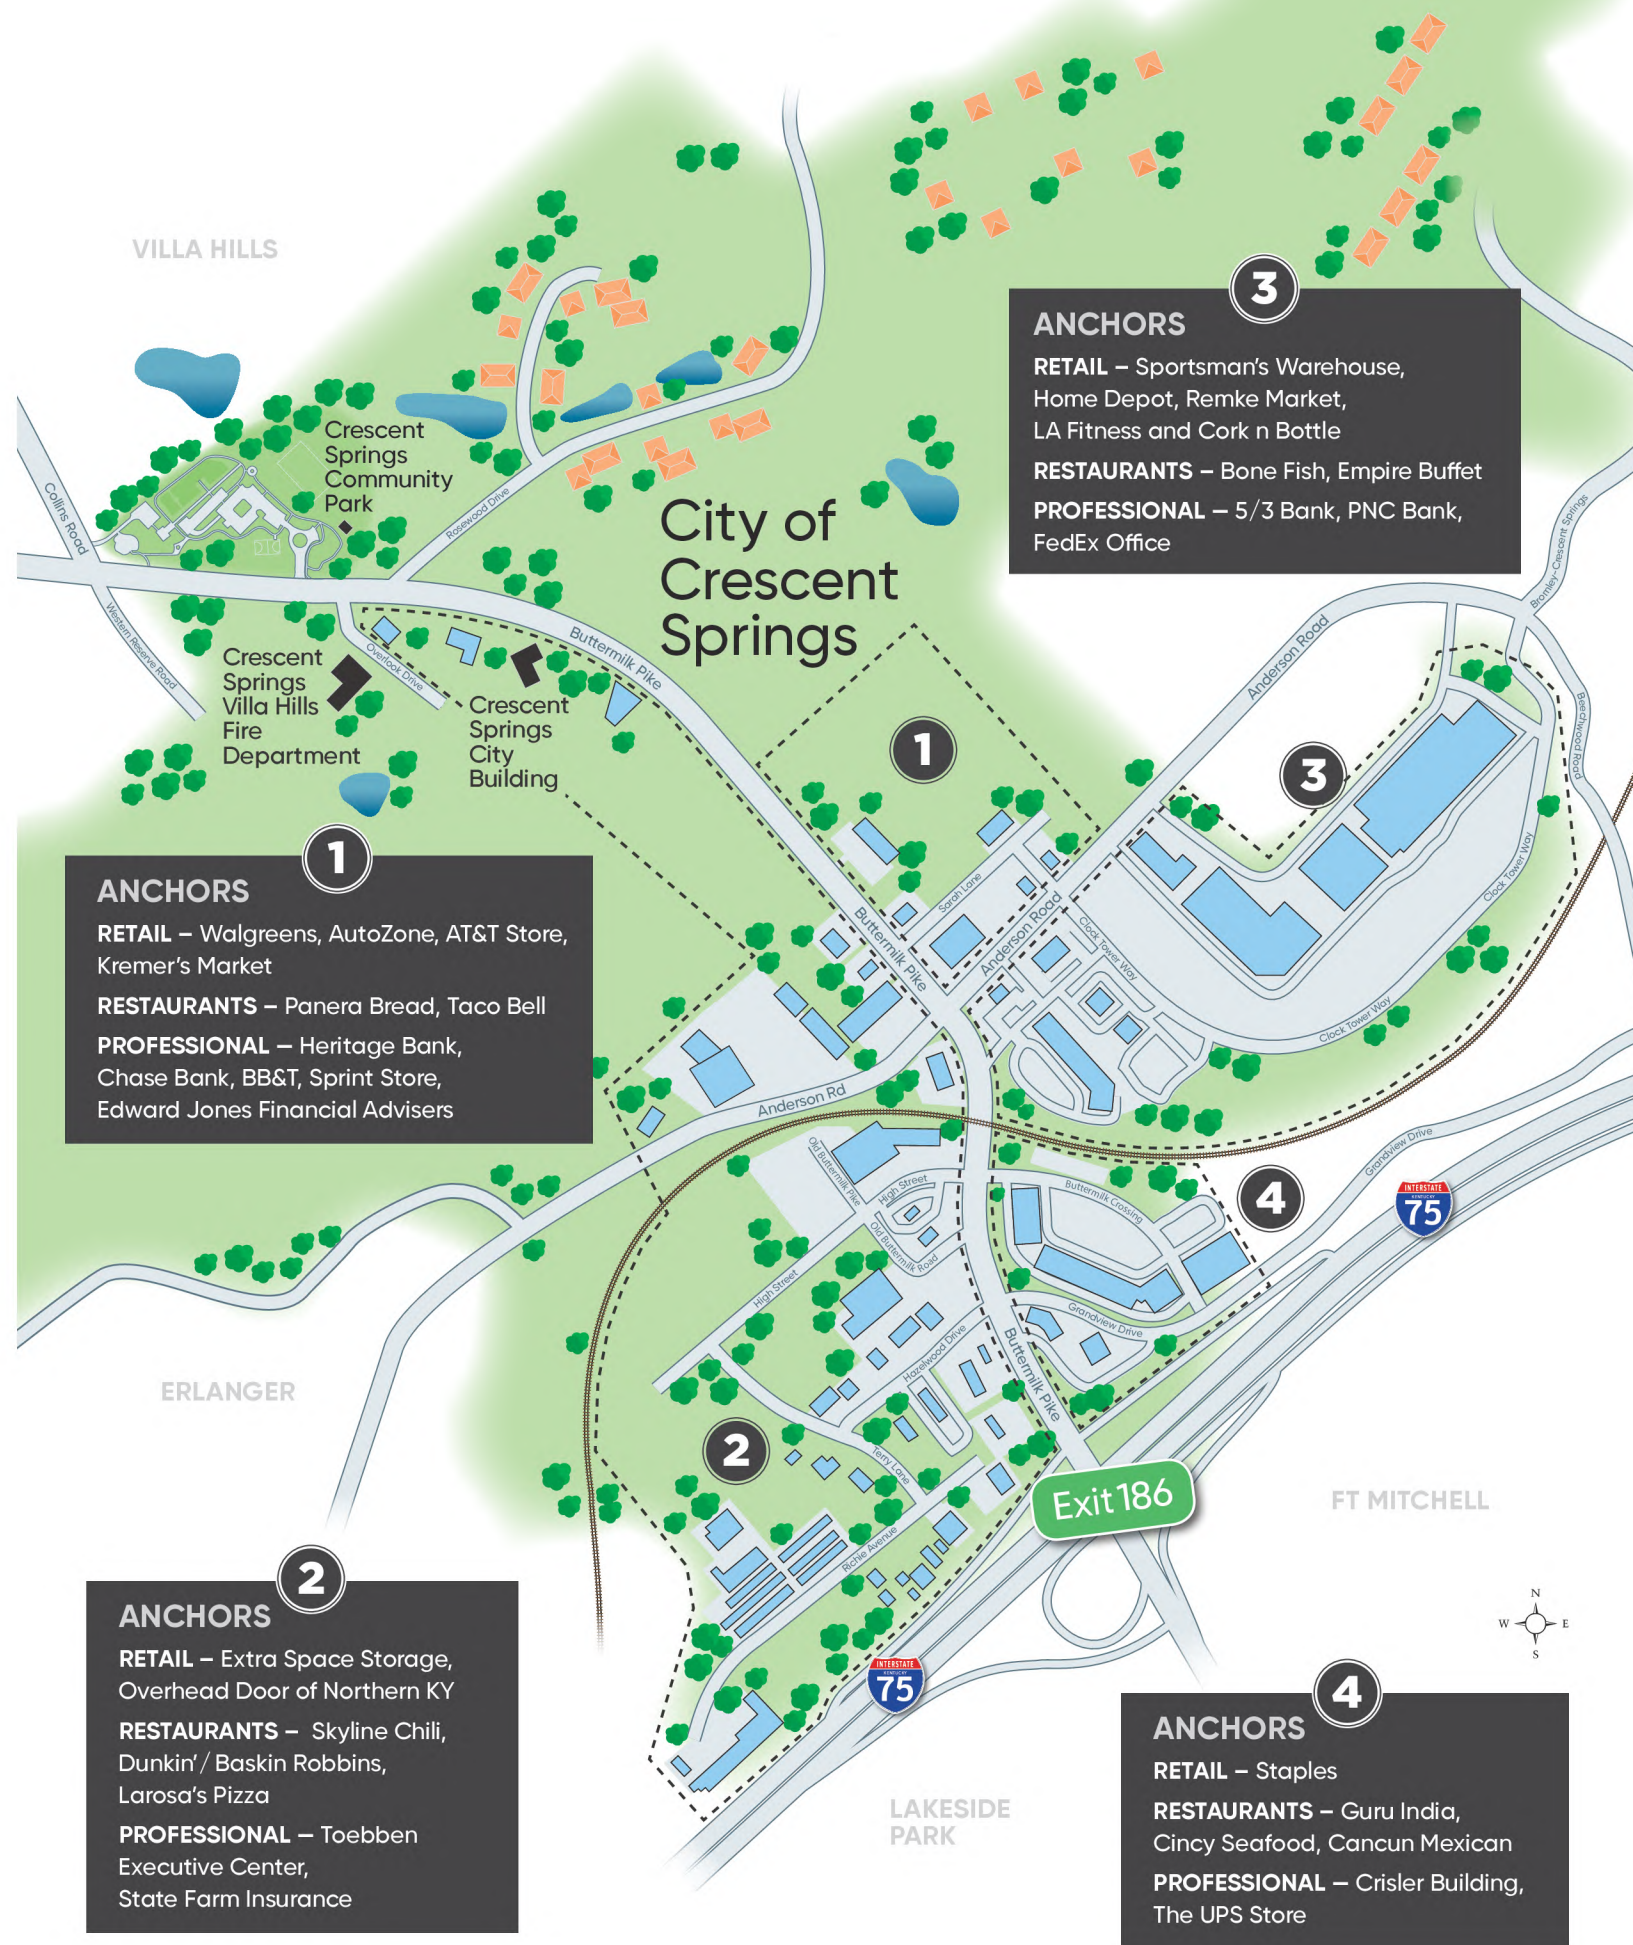 VILLA HILLS
Crescent
Springs
Community
Park
Collins Road
Rosewood Drive
City of
Crescent
Springs
3
ANCHORS
RETAIL – Sportsman's Warehouse,
Home Depot, Remke Market,
LA Fitness and Cork n Bottle
RESTAURANTS – Bone Fish, Empire Buffet
PROFESSIONAL – 5/3 Bank, PNC Bank,
FedEx Office
Bromley-Crescent Springs
Western Reserve Road
Overlook Drive
Buttermilk Pike
Anderson Road
Beechwood Road
Crescent
Springs
Villa Hills
Fire
Department
Crescent
Springs
City
Building
1
3
1
ANCHORS
RETAIL – Walgreens, AutoZone, AT&T Store,
Kremer's Market
RESTAURANTS – Panera Bread, Taco Bell
PROFESSIONAL – Heritage Bank,
Chase Bank, BB&T, Sprint Store,
Edward Jones Financial Advisers
Sarah Lane
Buttermilk Pike
Anderson Road
Clock Tower Way
Clock Tower Way
Clock Tower Way
Anderson Rd
Old Buttermilk Pike
High Street
Old Buttermilk Road
High Street
Buttermilk Crossing
Grandview Drive
4
INTERSTATE
KENTUCKY
75
Grandview Drive
Hazelwood Drive
Buttermilk Pike
ERLANGER
2
Terry Lane
Richie Avenue
Exit 186
FT MITCHELL
2
ANCHORS
RETAIL – Extra Space Storage,
Overhead Door of Northern KY
RESTAURANTS – Skyline Chili,
Dunkin' / Baskin Robbins,
Larosa's Pizza
PROFESSIONAL – Toebben
Executive Center,
State Farm Insurance
INTERSTATE
KENTUCKY
75
LAKESIDE
PARK
N
W E
S
4
ANCHORS
RETAIL – Staples
RESTAURANTS – Guru India,
Cincy Seafood, Cancun Mexican
PROFESSIONAL – Crisler Building,
The UPS Store